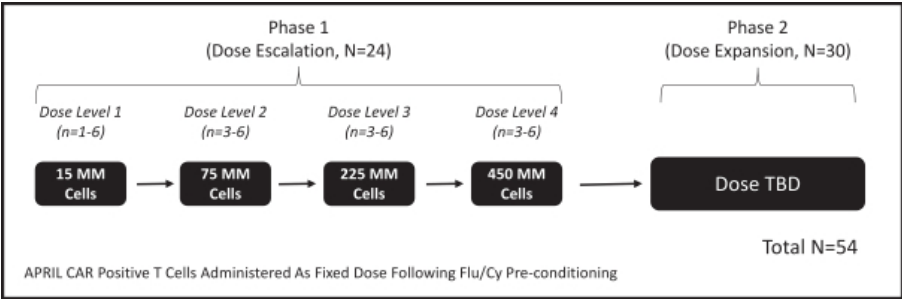 Phase 1
(Dose Escalation, N=24)
Phase 2
(Dose Expansion, N=30)
Dose Level 1
(n=1-6)
Dose Level 2
(n=3-6)
Dose Level 3
(n=3-6)
Dose Level 4
(n=3-6)
15 MM
Cells
75 MM
Cells
225 MM
Cells
450 MM
Cells
Dose TBD
Total N=54
APRIL CAR Positive T Cells Administered As Fixed Dose Following Flu/Cy Pre-conditioning